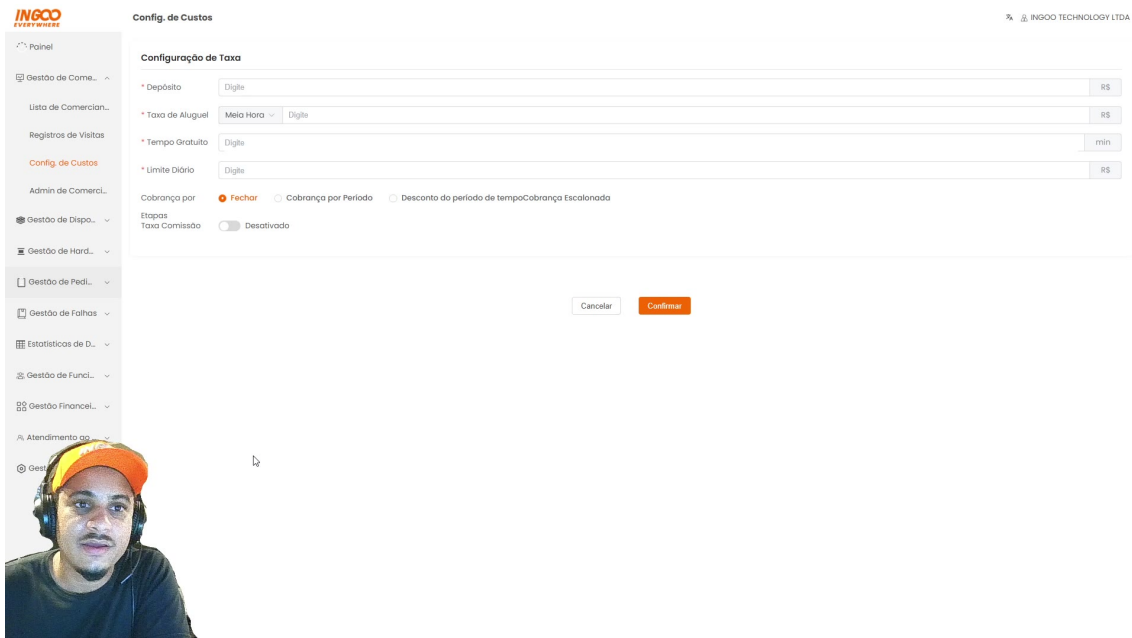 INGOO
EVERYWHERE
Config. de Custos
INGOO TECHNOLOGY LTDA
Painel
Gestão de Come...
Lista de Comercian...
Registros de Visitas
Config. de Custos
Admin de Comerci...
Gestão de Dispo...
Gestão de Hard...
Gestão de Pedi...
Gestão de Falhas
Estatísticas de D...
Gestão de Funci...
Gestão Financei...
Atendimento ao
Gest
Configuração de Taxa
* Depósito Digite R$
* Taxa de Aluguel Meia Hora Digite R$
* Tempo Gratuito Digite min
* Limite Diário Digite R$
Cobrança por Etapas Fechar Cobrança por Período Desconto do período de tempoCobrança Escalonada
Taxa Comissão Desativado
Cancelar Confirmar